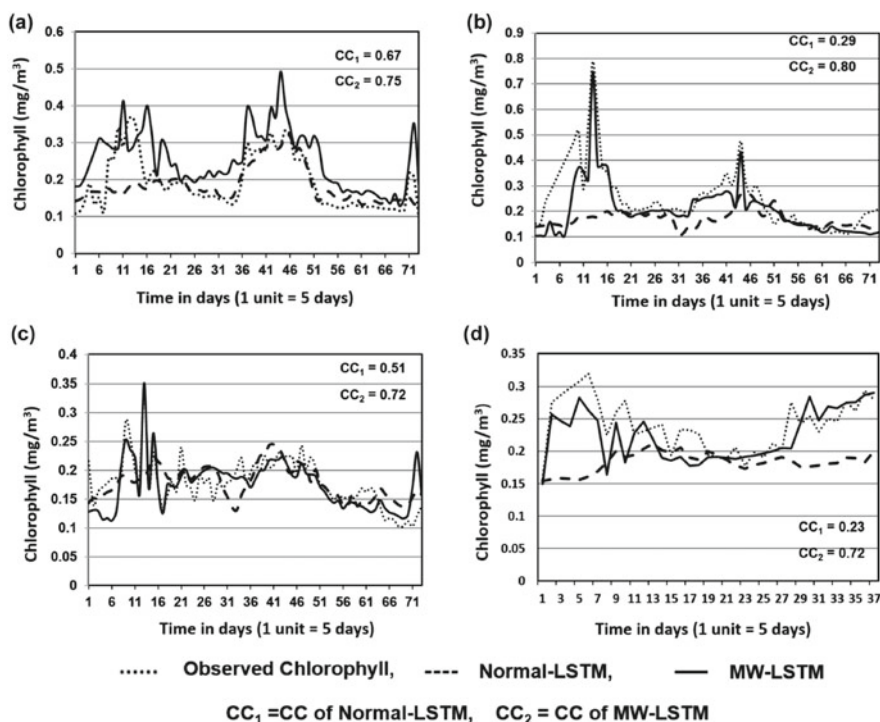 (a)
0.6
0.5
0.4
0.3
0.2
0.1
0
Chlorophyll (mg/m³)
CC₁ = 0.67
CC₂ = 0.75
1 6 11 16 21 26 31 36 41 46 51 56 61 66 71
Time in days (1 unit = 5 days)
(b)
0.9
0.8
0.7
0.6
0.5
0.4
0.3
0.2
0.1
0
Chlorophyll (mg/m³)
CC₁ = 0.29
CC₂ = 0.80
1 6 11 16 21 26 31 36 41 46 51 56 61 66 71
Time in days (1 unit = 5 days)
(c)
0.4
0.35
0.3
0.25
0.2
0.15
0.1
0.05
0
Chlorophyll (mg/m³)
CC₁ = 0.51
CC₂ = 0.72
1 6 11 16 21 26 31 36 41 46 51 56 61 66 71
Time in days (1 unit = 5 days)
(d)
0.35
0.3
0.25
0.2
0.15
0.1
0.05
0
Chlorophyll (mg/m³)
CC₁ = 0.23
CC₂ = 0.72
1 3 5 7 9 11 13 15 17 19 21 23 25 27 29 31 33 35 37
Time in days (1 unit = 5 days)
Observed Chlorophyll, Normal-LSTM, MW-LSTM
CC₁ =CC of Normal-LSTM, CC₂ = CC of MW-LSTM